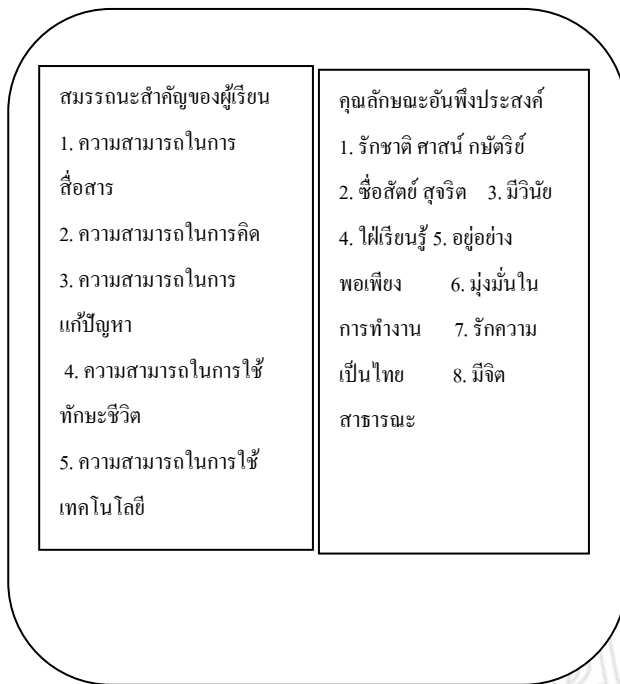 สมรรถนะสำคัญของผู้เรียน
1. ความสามารถในการ
สื่อสาร
2. ความสามารถในการคิด
3. ความสามารถในการ
แก้ปัญหา
4. ความสามารถในการใช้
ทักษะชีวิต
5. ความสามารถในการใช้
เทคโนโลยี
คุณลักษณะอันพึงประสงค์
1. รักชาติ ศาสน์ กษัตริย์
2. ซื่อสัตย์ สุจริต 3. มีวินัย
4. ใฝ่เรียนรู้ 5. อยู่อย่าง
พอเพียง 6. มุ่งมั่นใน
การทำงาน 7. รักความ
เป็นไทย 8. มีจิต
สาธารณะ